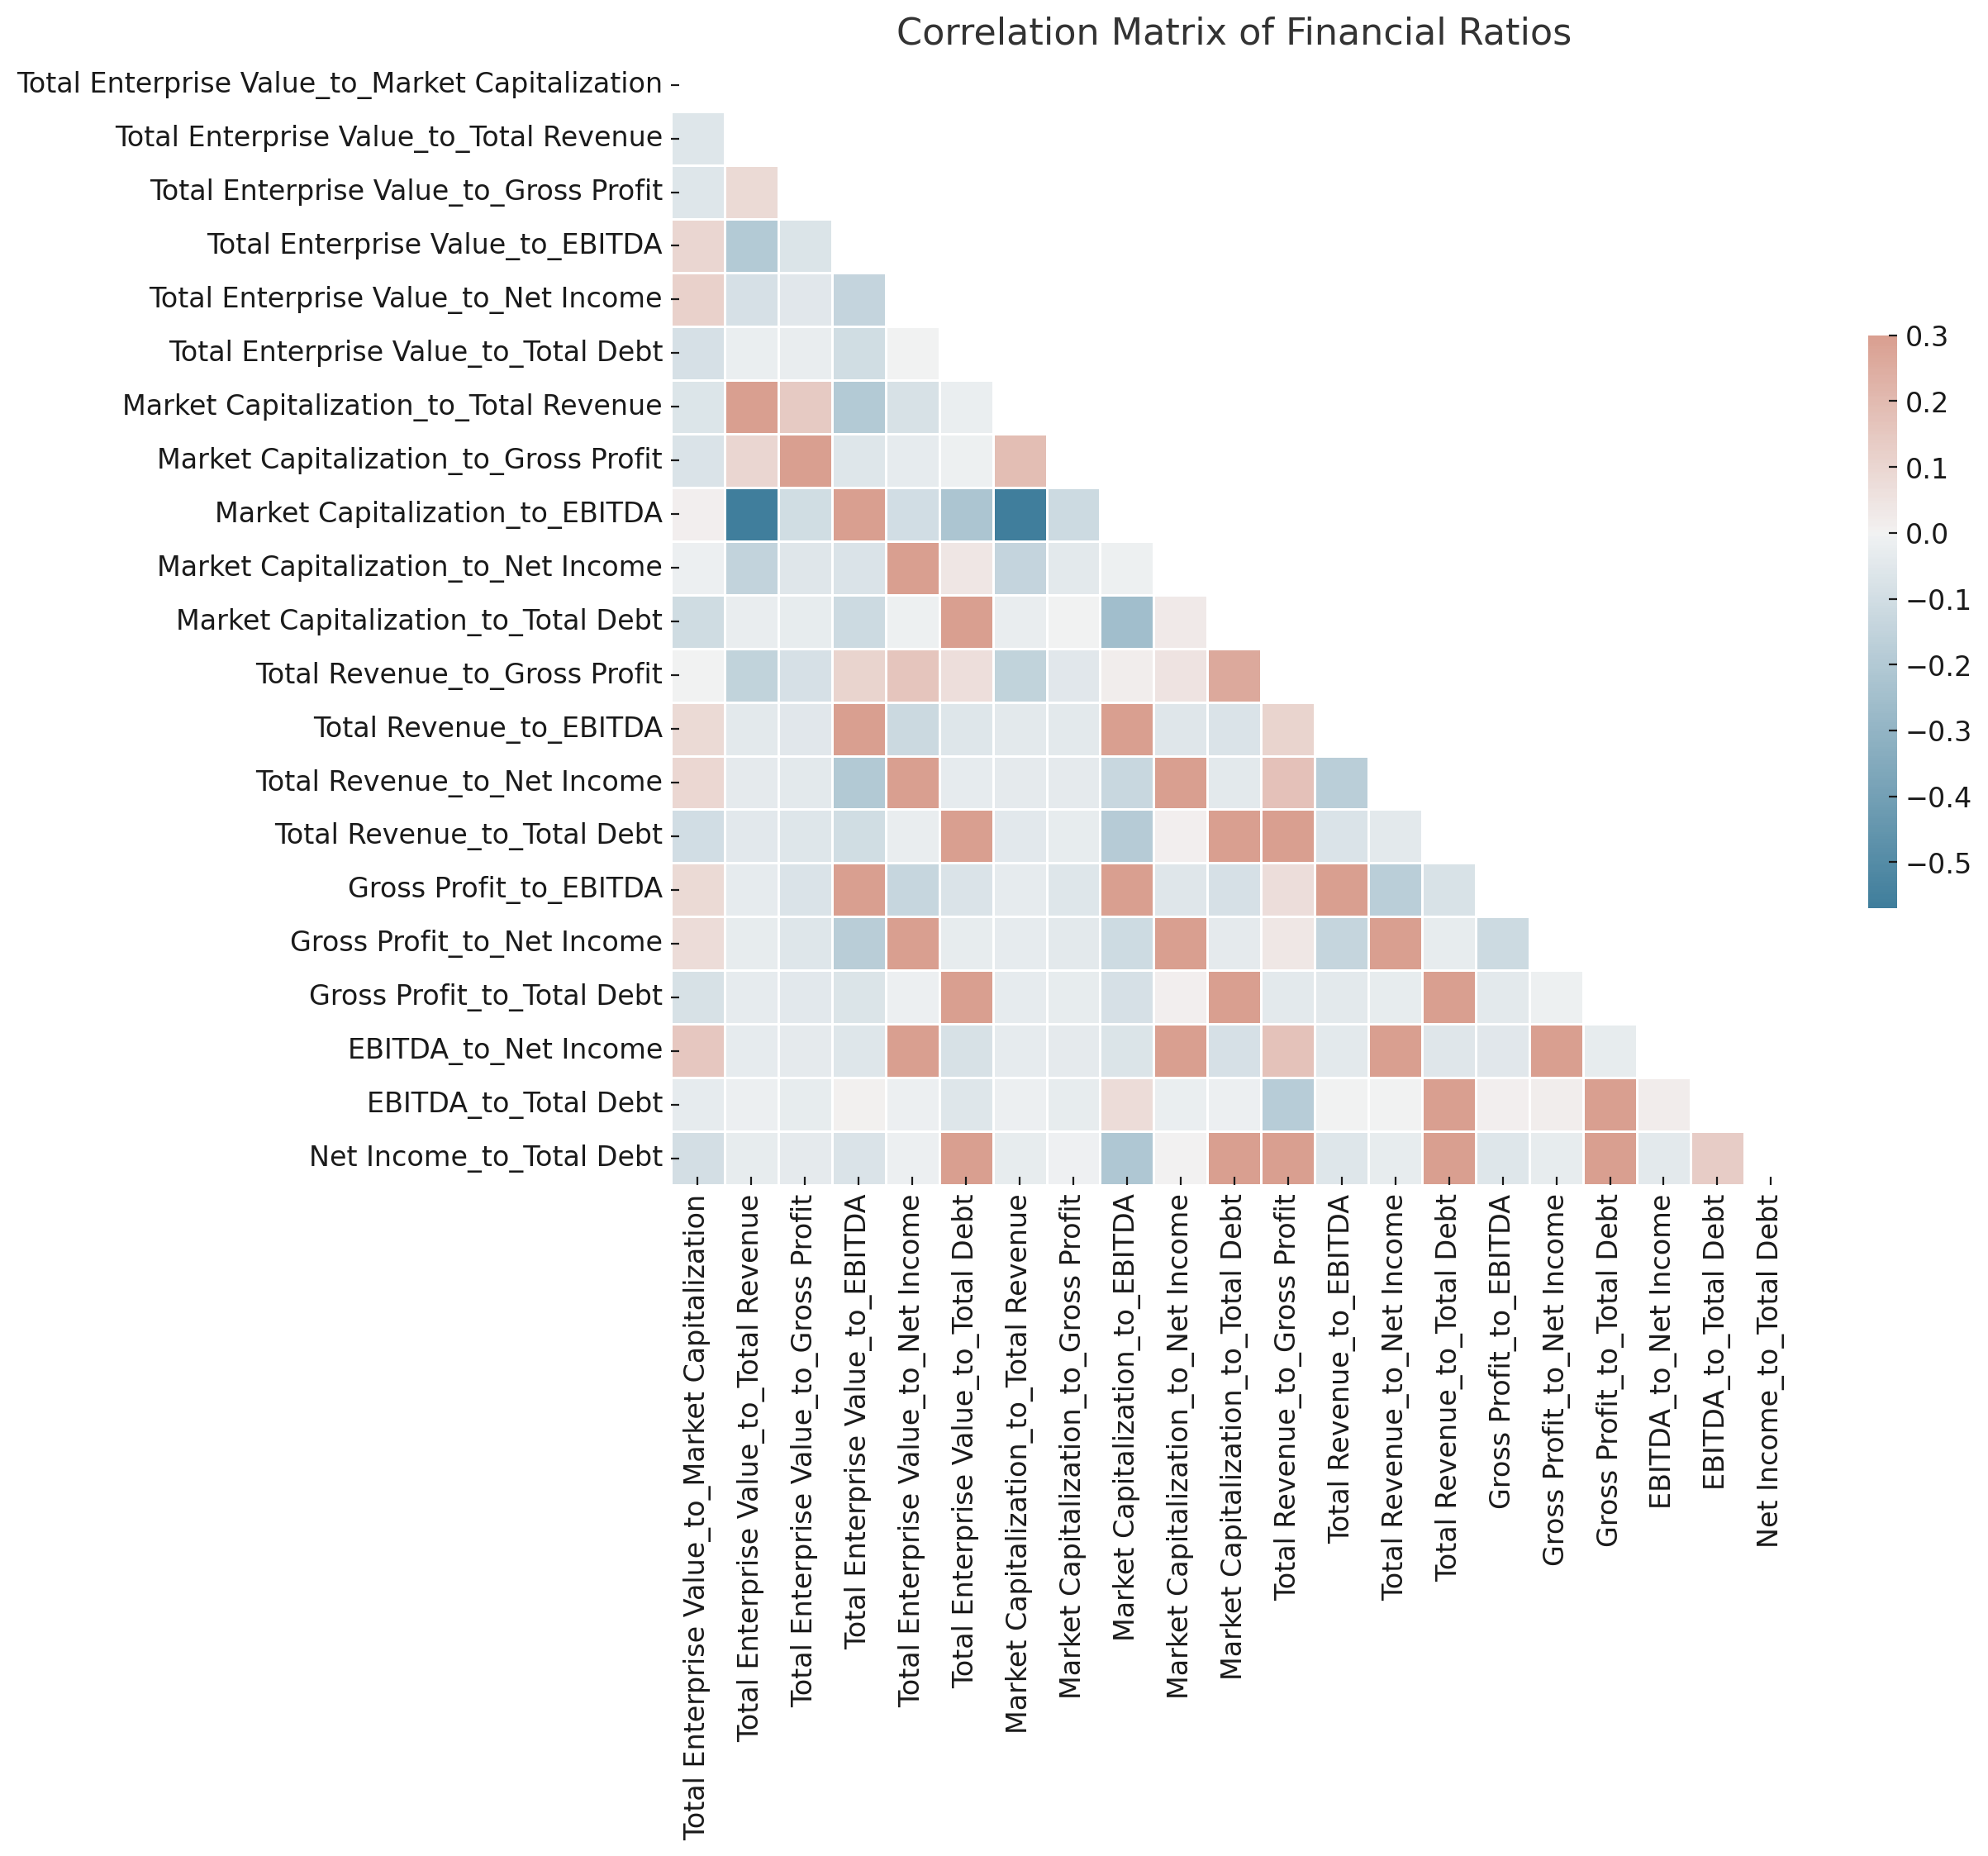 Correlation Matrix of Financial Ratios
Total Enterprise Value_to_Market Capitalization
Total Enterprise Value_to_Total Revenue
Total Enterprise Value_to_Gross Profit
Total Enterprise Value_to_EBITDA
Total Enterprise Value_to_Net Income
Total Enterprise Value_to_Total Debt
Market Capitalization_to_Total Revenue
Market Capitalization_to_Gross Profit
Market Capitalization_to_EBITDA
Market Capitalization_to_Net Income
Market Capitalization_to_Total Debt
Total Revenue_to_Gross Profit
Total Revenue_to_EBITDA
Total Revenue_to_Net Income
Total Revenue_to_Total Debt
Gross Profit_to_EBITDA
Gross Profit_to_Net Income
Gross Profit_to_Total Debt
EBITDA_to_Net Income
EBITDA_to_Total Debt
Net Income_to_Total Debt
Total Enterprise Value_to_Market Capitalization
Total Enterprise Value_to_Total Revenue
Total Enterprise Value_to_Gross Profit
Total Enterprise Value_to_EBITDA
Total Enterprise Value_to_Net Income
Total Enterprise Value_to_Total Debt
Market Capitalization_to_Total Revenue
Market Capitalization_to_Gross Profit
Market Capitalization_to_EBITDA
Market Capitalization_to_Net Income
Market Capitalization_to_Total Debt
Total Revenue_to_Gross Profit
Total Revenue_to_EBITDA
Total Revenue_to_Net Income
Total Revenue_to_Total Debt
Gross Profit_to_EBITDA
Gross Profit_to_Net Income
Gross Profit_to_Total Debt
EBITDA_to_Net Income
EBITDA_to_Total Debt
Net Income_to_Total Debt
0.3
0.2
0.1
0.0
−0.1
−0.2
−0.3
−0.4
−0.5